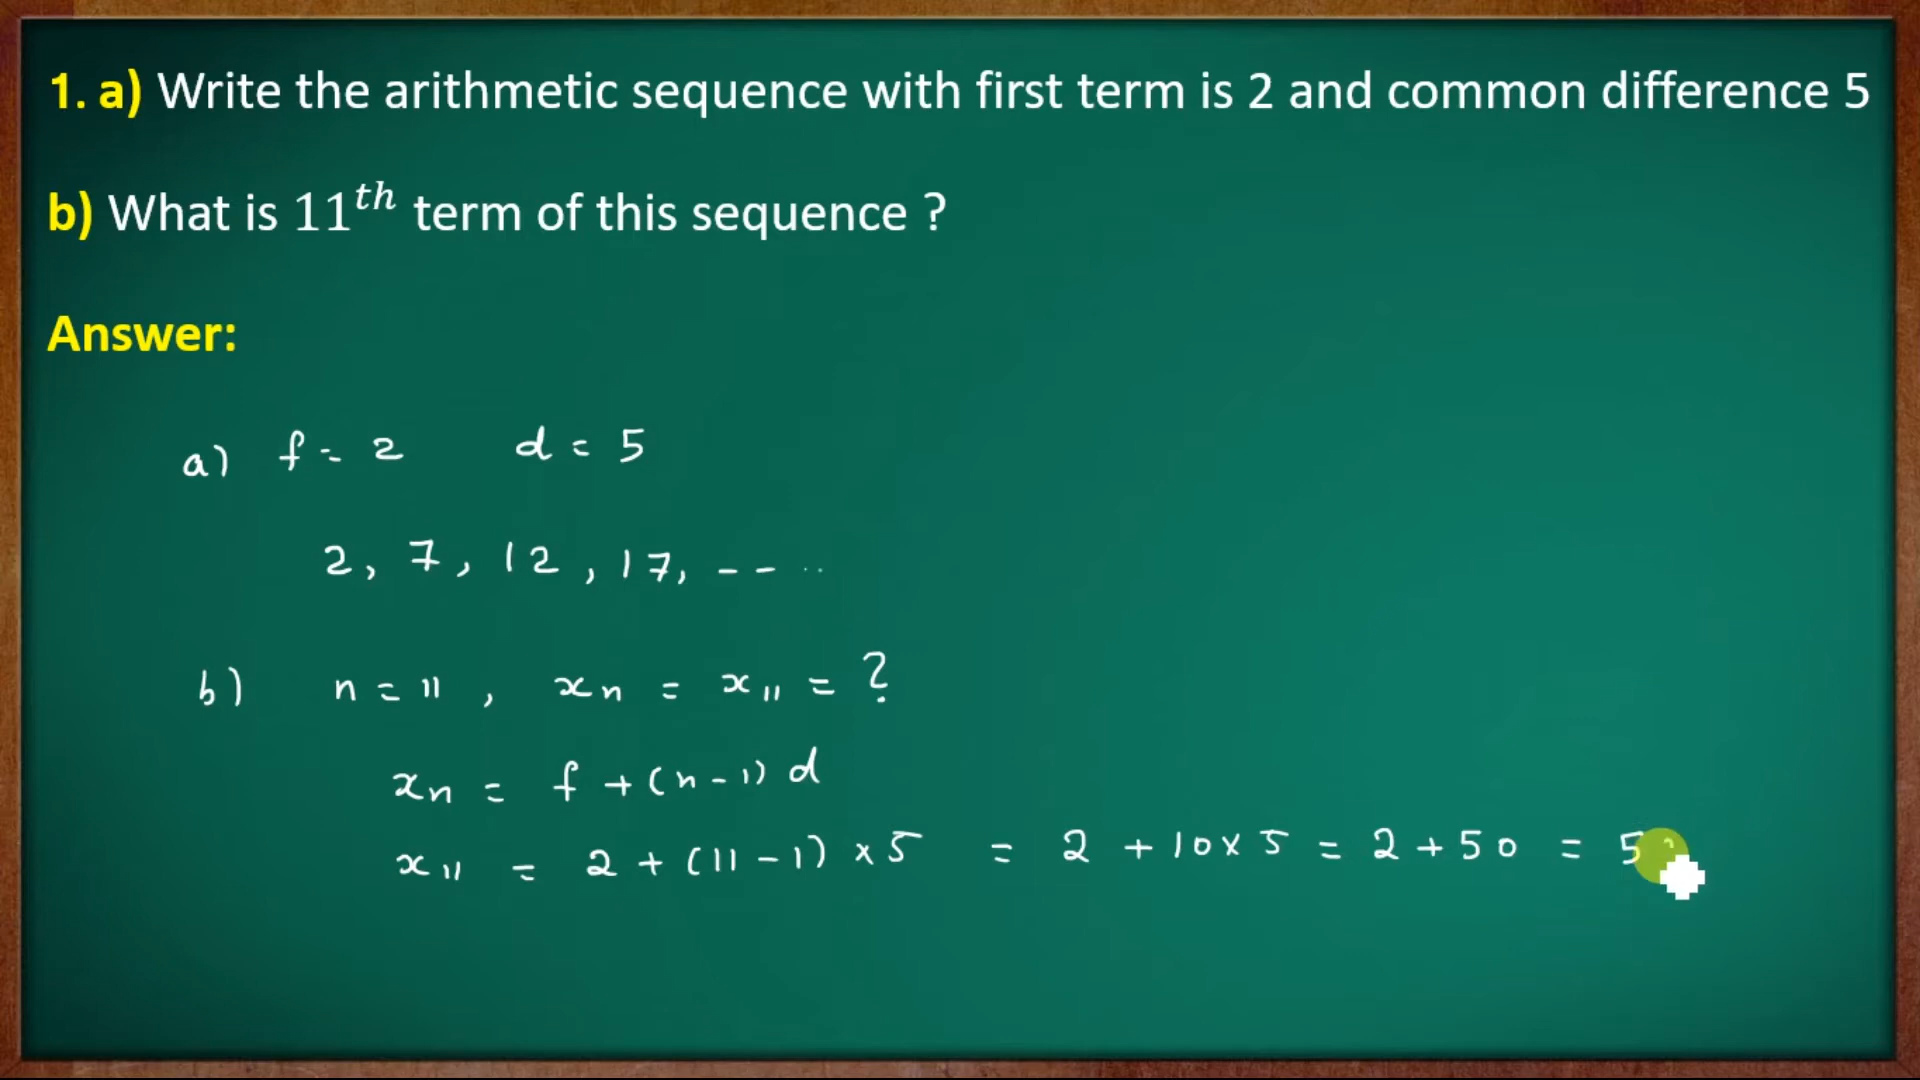 1. a) Write the arithmetic sequence with first term is 2 and common difference 5
b) What is 11th term of this sequence ?
Answer:
a) f = 2 d = 5
2, 7, 12, 17, -- ..
b) n = 11, xn = x11 = ?
xn = f + (n-1) d
x11 = 2 + (11-1) × 5 = 2 + 10 × 5 = 2 + 50 =